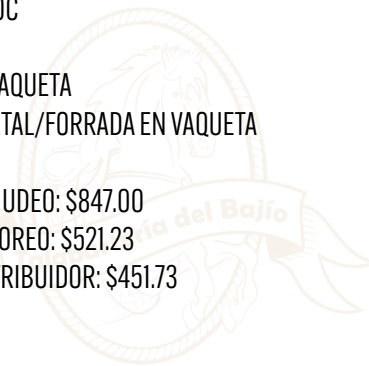 OC
AQUETA
TAL/FORRADA EN VAQUETA
UDEO: $847.00
OREO: $521.23
RIBUIDOR: $451.73
del Bajío